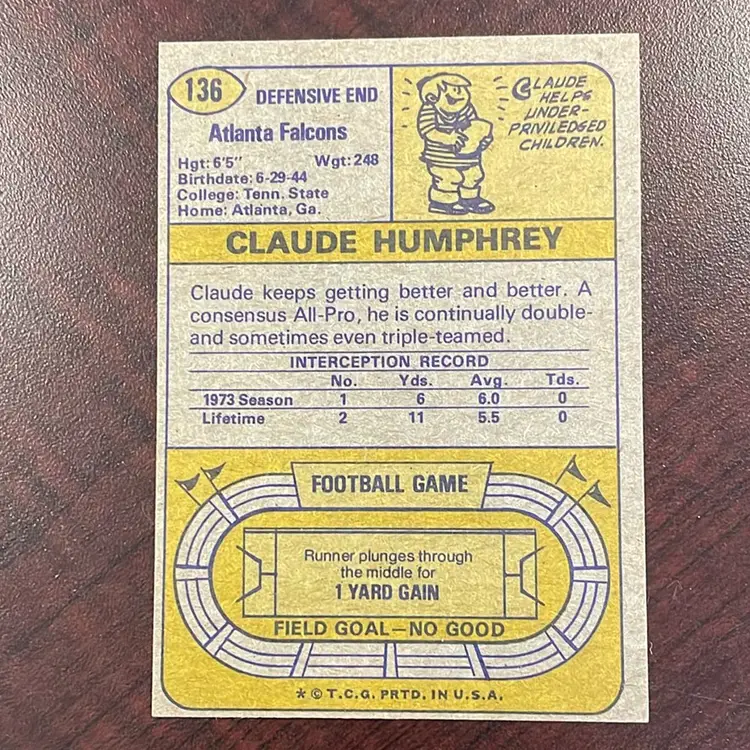 136
DEFENSIVE END
Atlanta Falcons
Hgt: 6'5" Wgt: 248
Birthdate: 6-29-44
College: Tenn. State
Home: Atlanta, Ga.
CLAUDE
HELPS
UNDER-
PRIVILEDGED
CHILDREN.
CLAUDE HUMPHREY
Claude keeps getting better and better. A
consensus All-Pro, he is continually double-
and sometimes even triple-teamed.
INTERCEPTION RECORD
No. Yds. Avg. Tds.
1973 Season 1 6 6.0 0
Lifetime 2 11 5.5 0
FOOTBALL GAME
Runner plunges through
the middle for
1 YARD GAIN
FIELD GOAL—NO GOOD
* © T.C.G. PRTD. IN U.S.A.